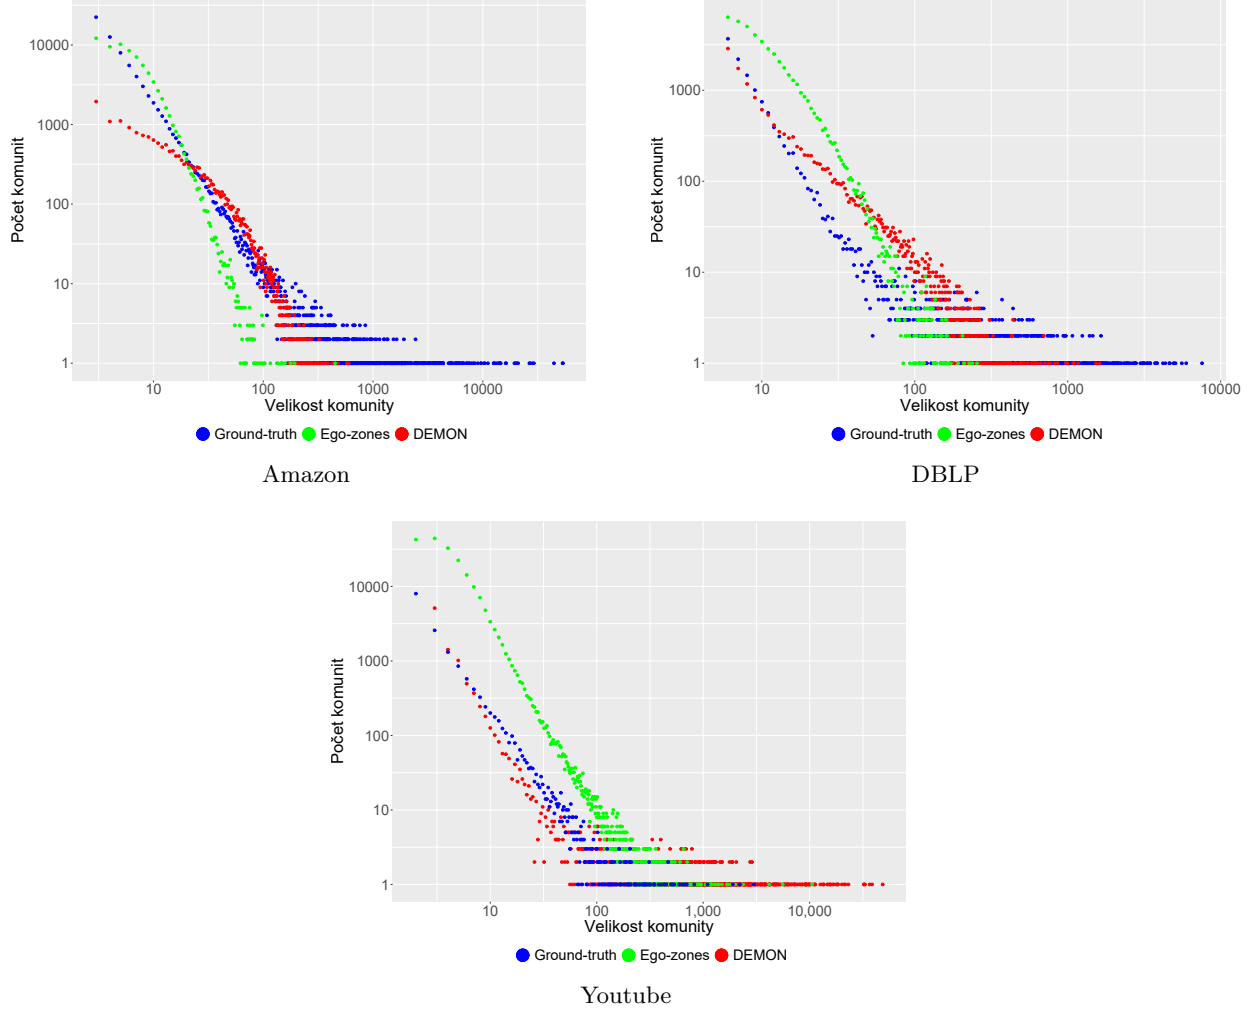 Počet komunit
10000
1000
100
10
1
10 100 1000 10000
Velikost komunity
Ground-truth Ego-zones DEMON
Amazon
Počet komunit
1000
100
10
1
10 100 1000 10000
Velikost komunity
Ground-truth Ego-zones DEMON
DBLP
Počet komunit
10000
1000
100
10
1
10 100 1,000 10,000
Velikost komunity
Ground-truth Ego-zones DEMON
Youtube